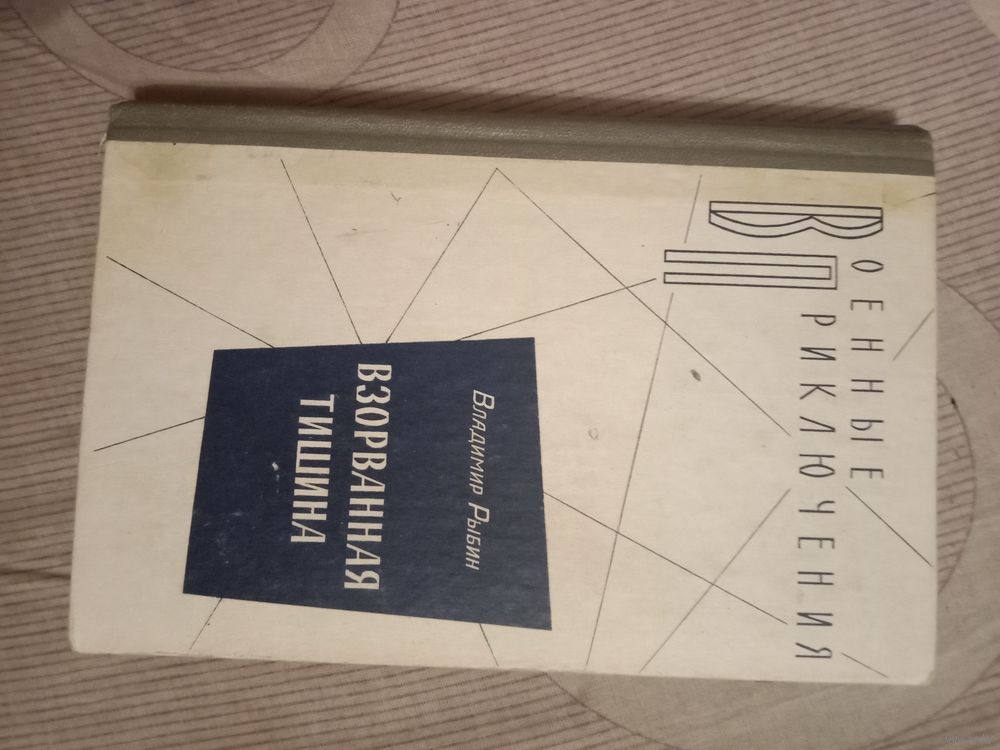 ВОЕННЫЕ
ПРИКЛЮЧЕНИЯ
Владимир Рыбин
ВЗОРВАННАЯ
ТИШИНА